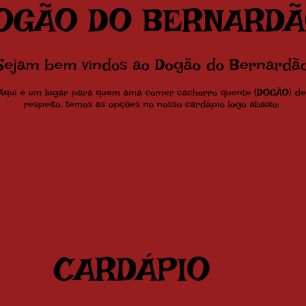 OGÃO DO BERNARDÃ
Sejam bem vindos ao Dogão do Bernardão
Aqui é um lugar para quem ama comer cachorro quente (DOGÃO) de
respeito, temos as opções no nosso cardápio logo abaixo:
CARDÁPIO